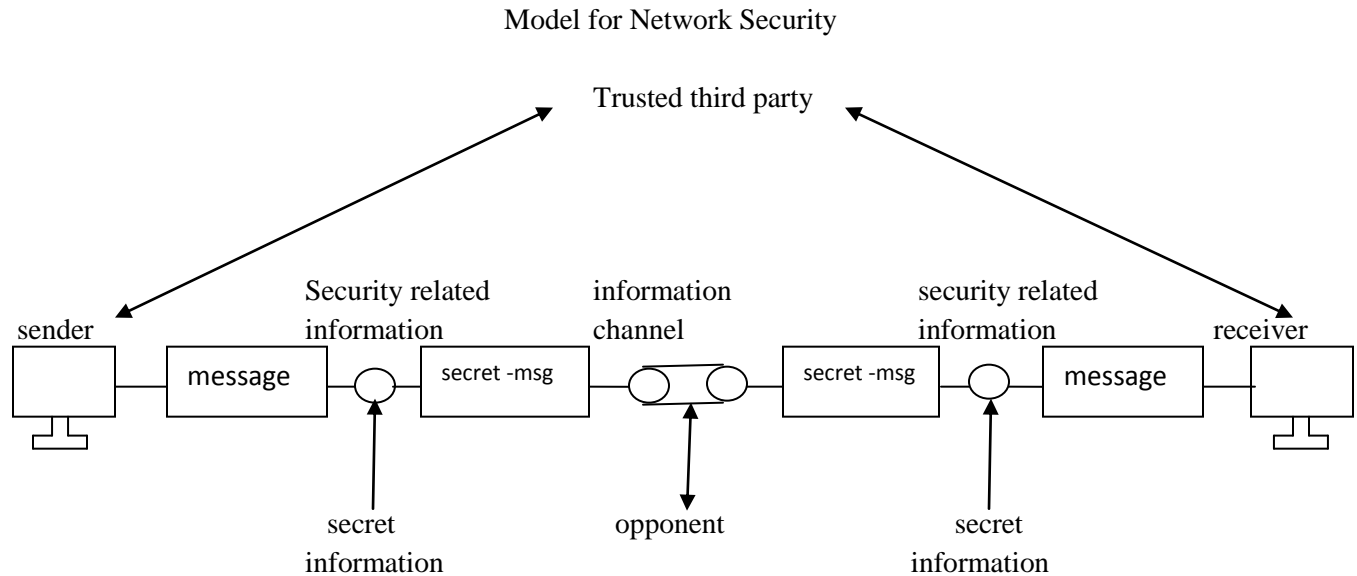 Model for Network Security
Trusted third party
Security related
information
information
channel
security related
information
sender
receiver
message
secret -msg
secret -msg
message
secret
information
opponent
secret
information